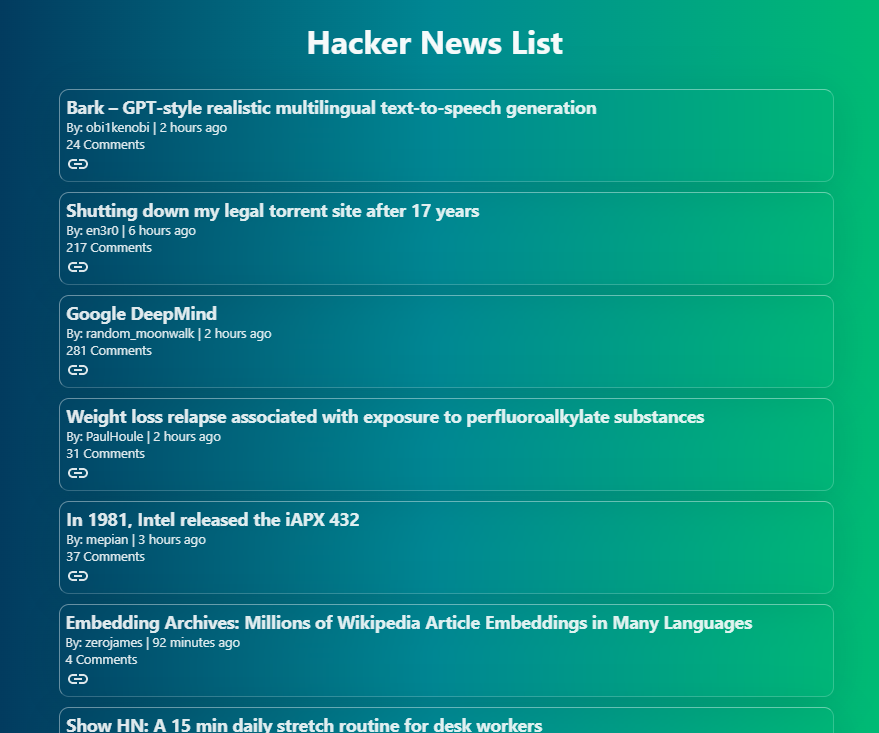 Hacker News List
Bark – GPT-style realistic multilingual text-to-speech generation
By: obi1kenobi | 2 hours ago
24 Comments
Shutting down my legal torrent site after 17 years
By: en3r0 | 6 hours ago
217 Comments
Google DeepMind
By: random_moonwalk | 2 hours ago
281 Comments
Weight loss relapse associated with exposure to perfluoroalkylate substances
By: PaulHoule | 2 hours ago
31 Comments
In 1981, Intel released the iAPX 432
By: mepian | 3 hours ago
37 Comments
Embedding Archives: Millions of Wikipedia Article Embeddings in Many Languages
By: zerojames | 92 minutes ago
4 Comments
Show HN: A 15 min daily stretch routine for desk workers